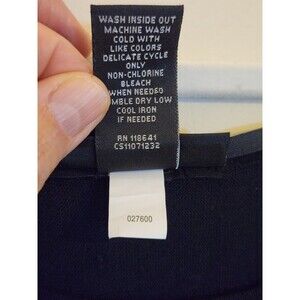 WASH INSIDE OUT
MACHINE WASH
COLD WITH
LIKE COLORS
DELICATE CYCLE
ONLY
NON-CHLORINE
BLEACH
WHEN NEEDED
UMBLE DRY LOW
COOL IRON
IF NEEDED
RN 118641
CS11071232
027600